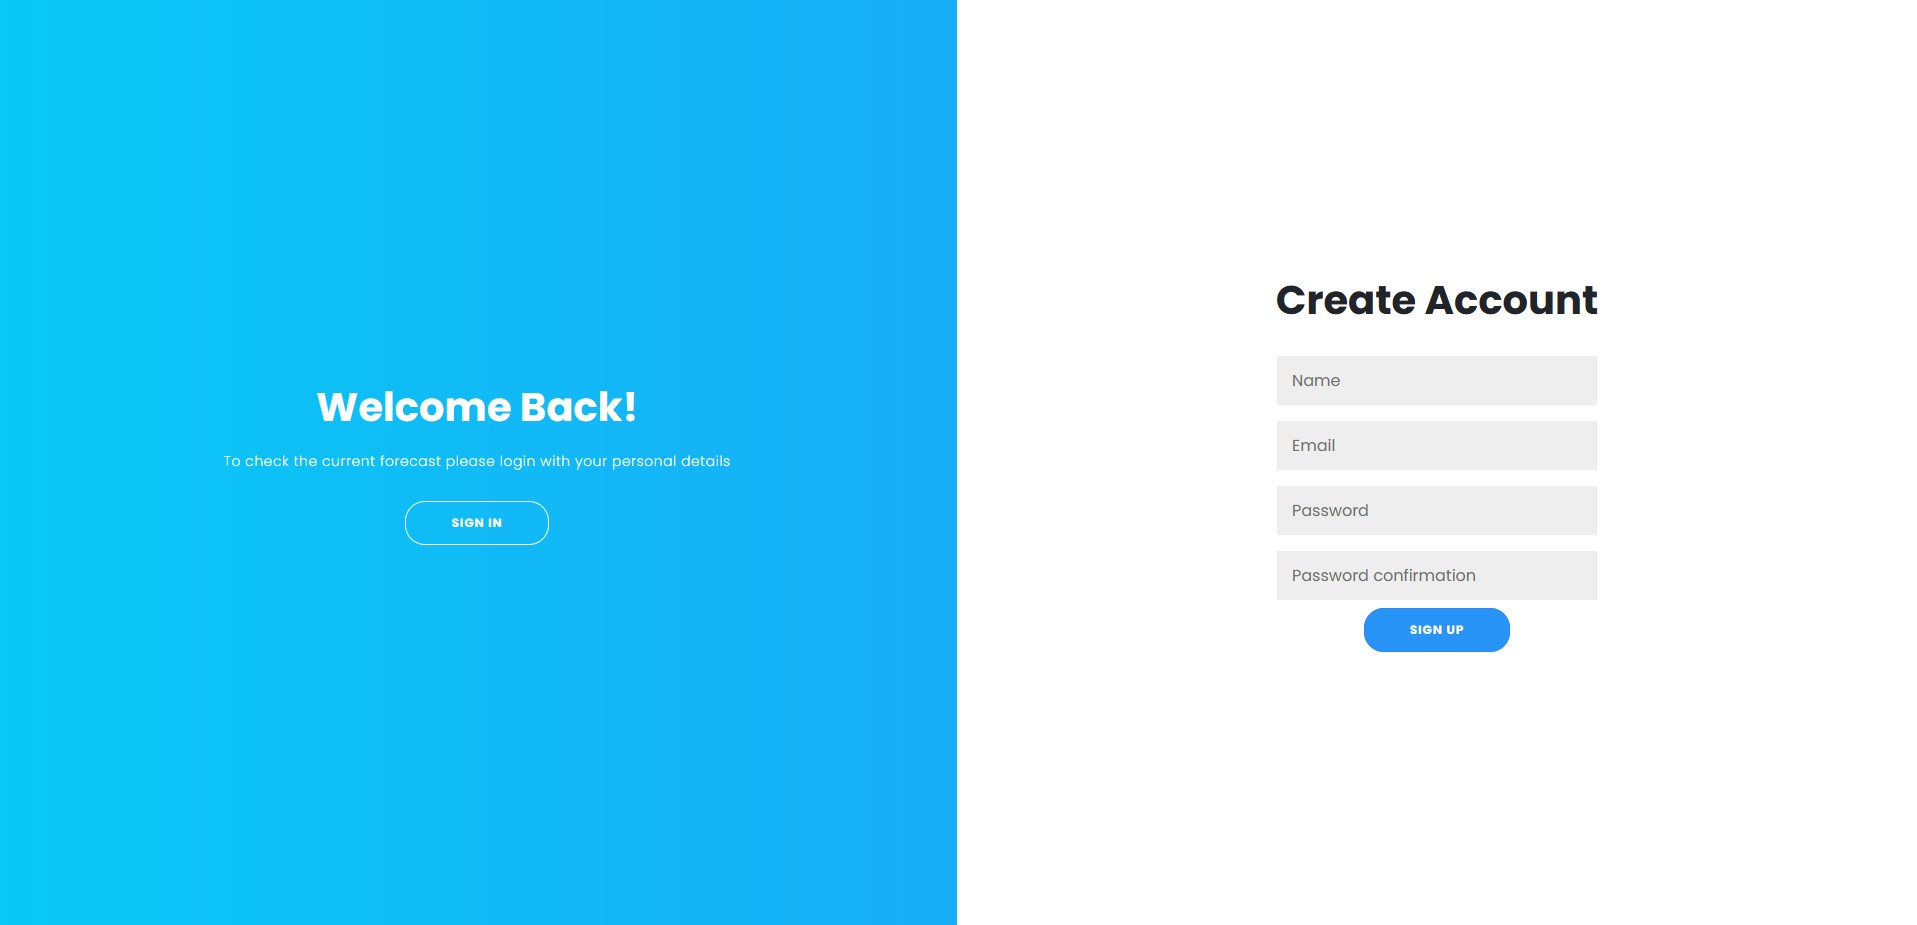 Welcome Back!
To check the current forecast please login with your personal details
SIGN IN
Create Account
Name
Email
Password
Password confirmation
SIGN UP